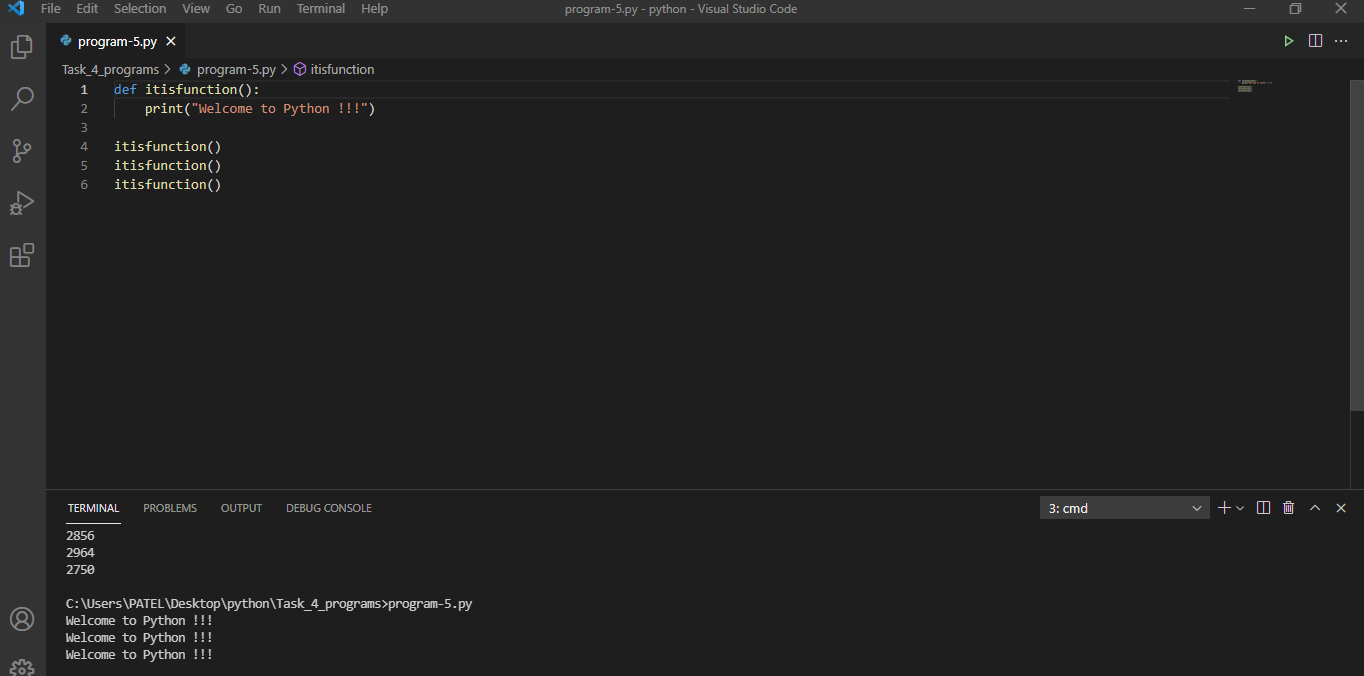 File Edit Selection View Go Run Terminal Help program-5.py - python - Visual Studio Code
program-5.py
Task_4_programs > program-5.py > itisfunction
1 def itisfunction():
2     print("Welcome to Python !!!")
3
4 itisfunction()
5 itisfunction()
6 itisfunction()
TERMINAL PROBLEMS OUTPUT DEBUG CONSOLE 3: cmd
2856
2964
2750
C:\Users\PATEL\Desktop\python\Task_4_programs>program-5.py
Welcome to Python !!!
Welcome to Python !!!
Welcome to Python !!!